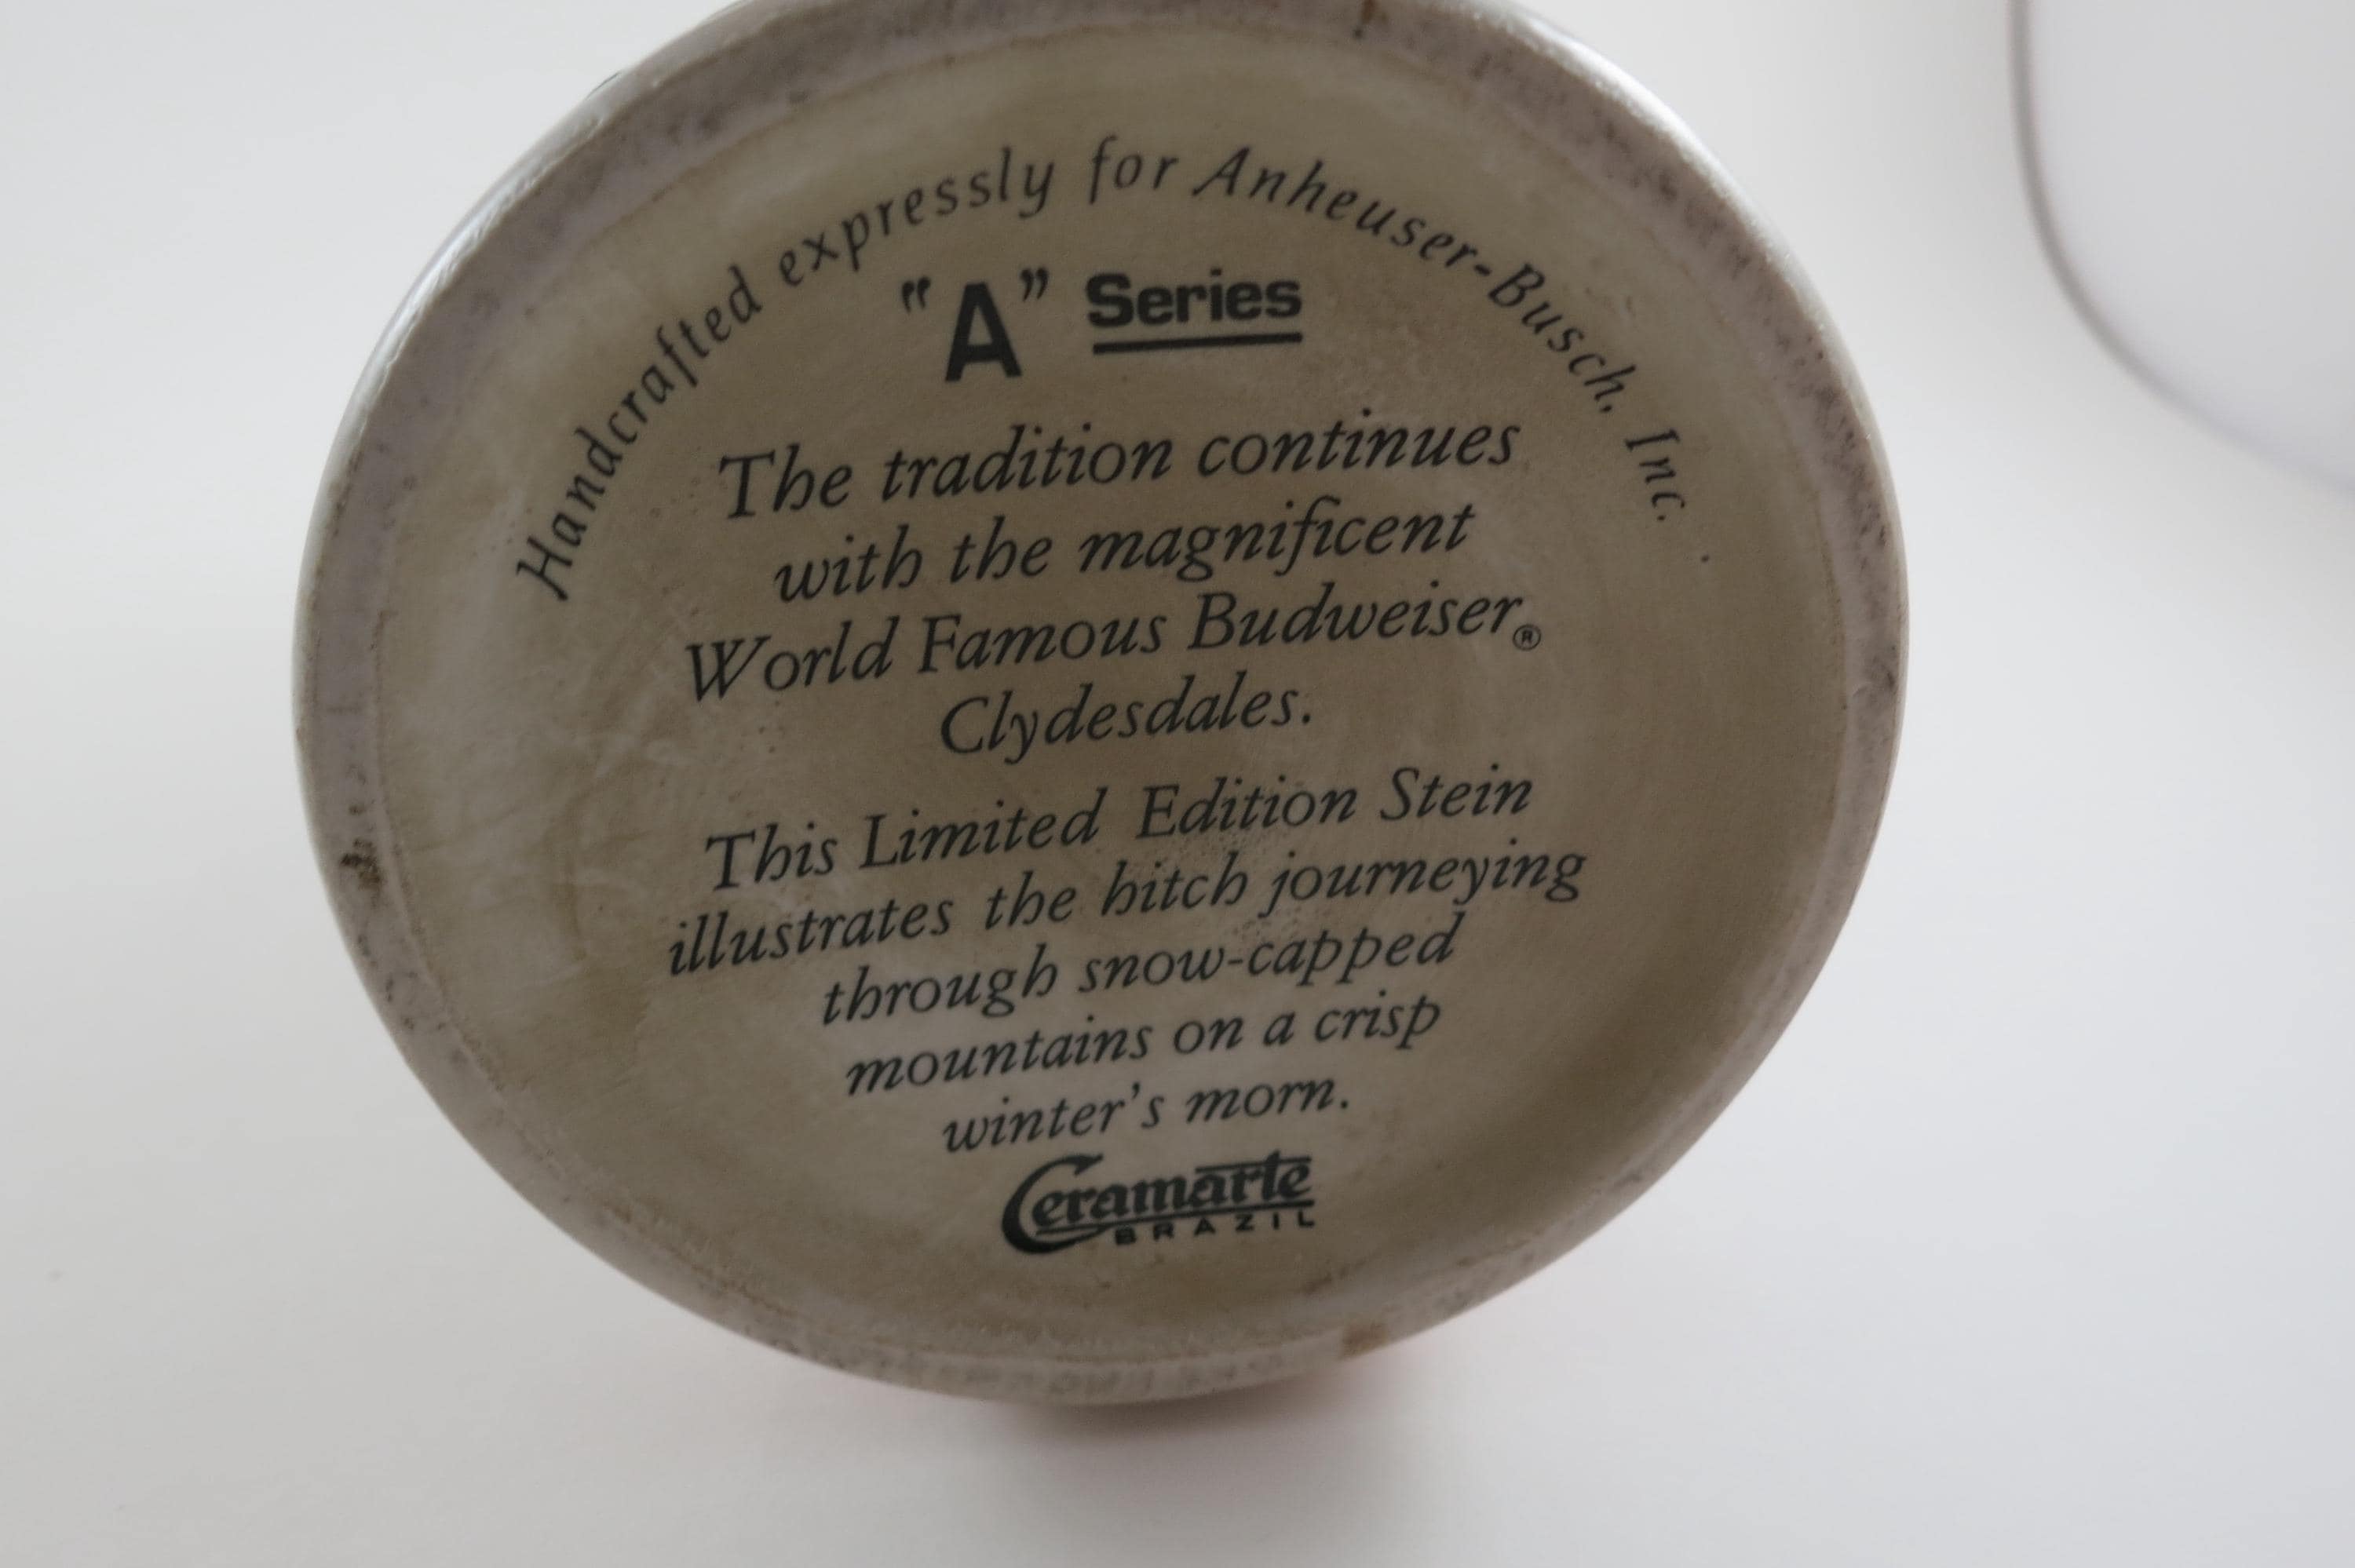 Handcrafted expressly for Anheuser-Busch, Inc.
"A" Series
The tradition continues
with the magnificent
World Famous Budweiser®
Clydesdales.
This Limited Edition Stein
illustrates the hitch journeying
through snow-capped
mountains on a crisp
winter's morn.
Ceramarte
BRAZIL